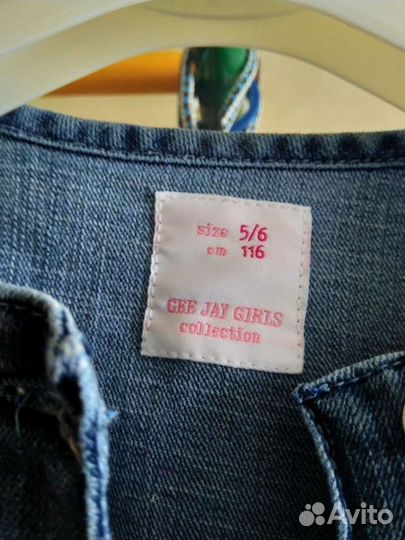 size 5/6
cm 116
GEE JAY GIRLS
collection
Avito